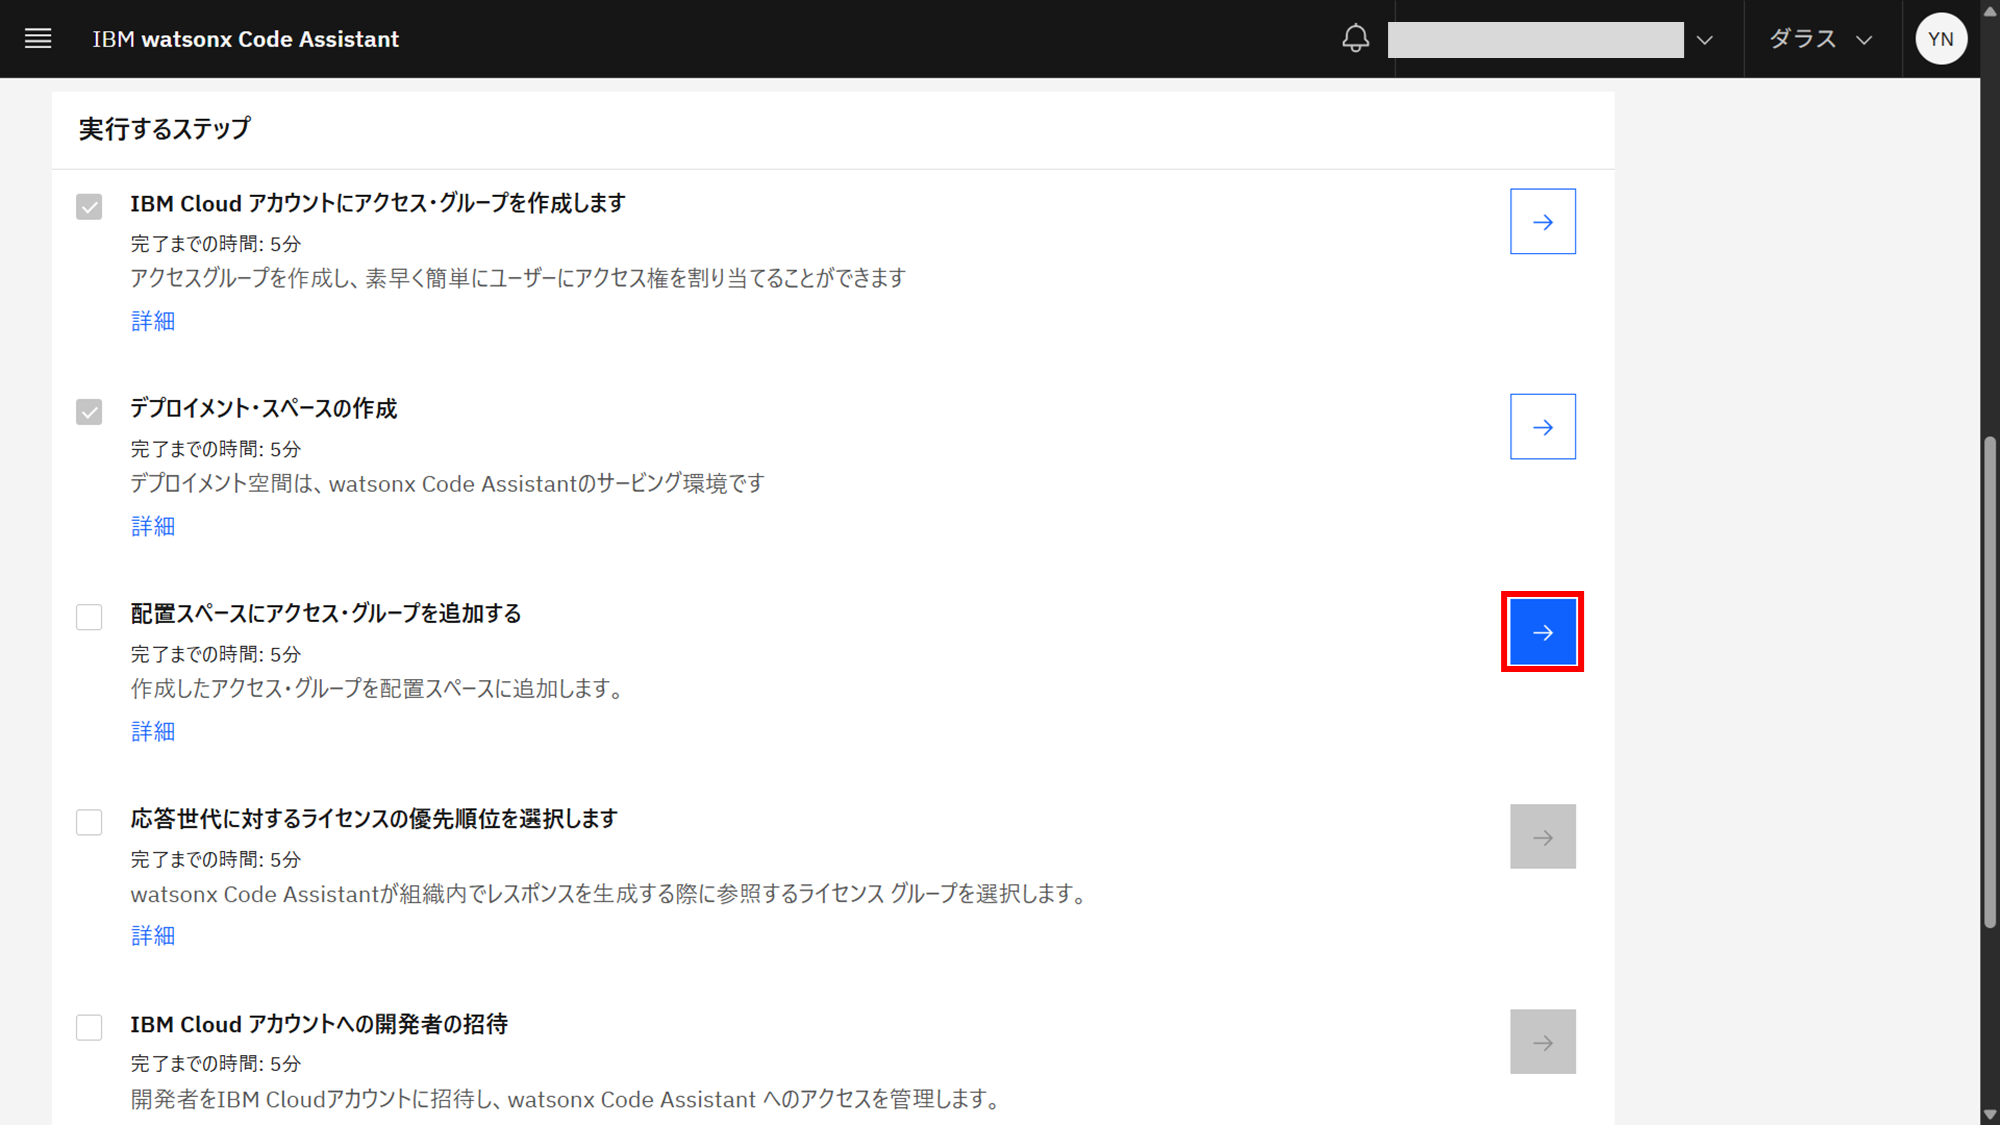 IBM watsonx Code Assistant
ダラス
YN
実行するステップ
IBM Cloud アカウントにアクセス・グループを作成します
完了までの時間: 5分
アクセスグループを作成し、素早く簡単にユーザーにアクセス権を割り当てることができます
詳細
デプロイメント・スペースの作成
完了までの時間: 5分
デプロイメント空間は、watsonx Code Assistantのサービング環境です
詳細
配置スペースにアクセス・グループを追加する
完了までの時間: 5分
作成したアクセス・グループを配置スペースに追加します。
詳細
応答世代に対するライセンスの優先順位を選択します
完了までの時間: 5分
watsonx Code Assistantが組織内でレスポンスを生成する際に参照するライセンス グループを選択します。
詳細
IBM Cloud アカウントへの開発者の招待
完了までの時間: 5分
開発者をIBM Cloudアカウントに招待し、watsonx Code Assistant へのアクセスを管理します。